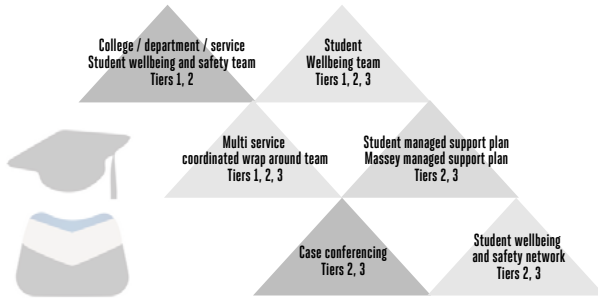 College / department / service
Student wellbeing and safety team
Tiers 1, 2
Student
Wellbeing team
Tiers 1, 2, 3
Multi service
coordinated wrap around team
Tiers 1, 2, 3
Student managed support plan
Massey managed support plan
Tiers 2, 3
Case conferencing
Tiers 2, 3
Student wellbeing
and safety network
Tiers 2, 3